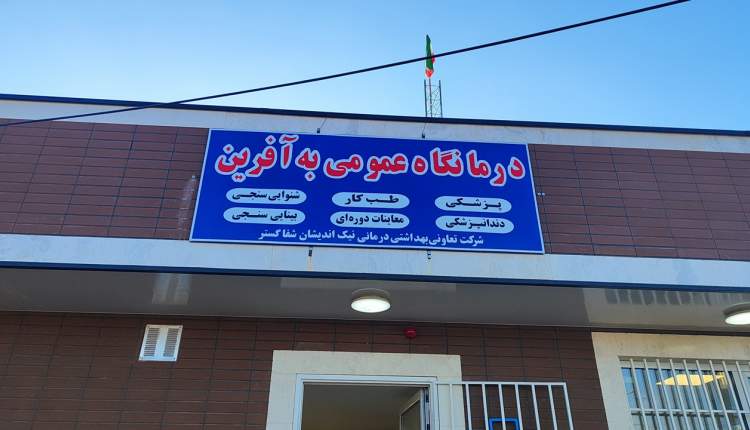 درمانگاه عمومی به آفرین
پزشکی طب کار شنوایی سنجی
دندانپزشکی معاینات دوره‌ای بینایی سنجی
شرکت تعاونی بهداشتی درمانی نیک اندیشان شفا گستر